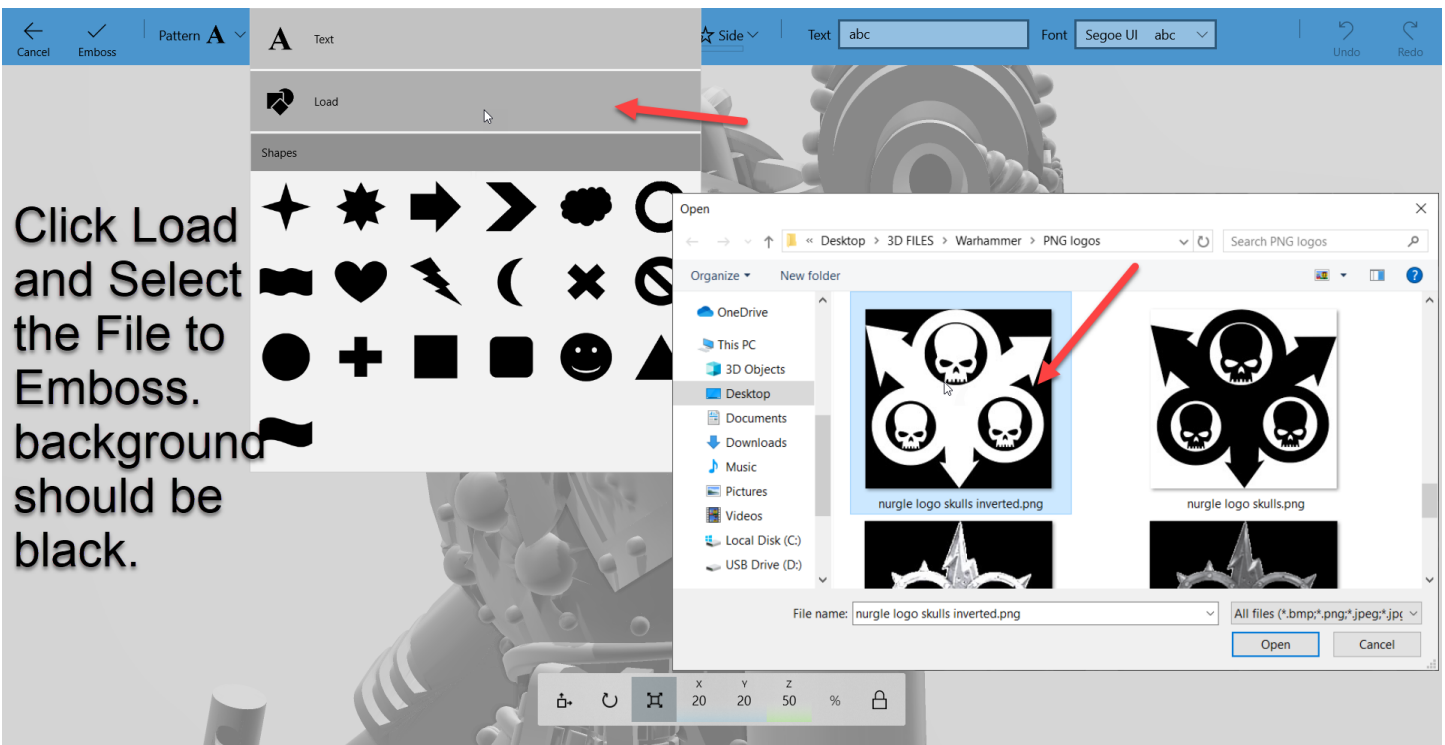 Cancel
Emboss
Pattern A
Side
Text
abc
Font
Segoe UI abc
Undo
Redo
A Text
Load
Shapes
Click Load
and Select
the File to
Emboss.
background
should be
black.
Open
« Desktop > 3D FILES > Warhammer > PNG logos
Search PNG logos
Organize
New folder
OneDrive
This PC
3D Objects
Desktop
Documents
Downloads
Music
Pictures
Videos
Local Disk (C:)
USB Drive (D:)
nurgle logo skulls inverted.png
nurgle logo skulls.png
File name:
nurgle logo skulls inverted.png
All files (*.bmp;*.png;*.jpeg;*.jpg
Open
Cancel
X Y Z
20 20 50 %